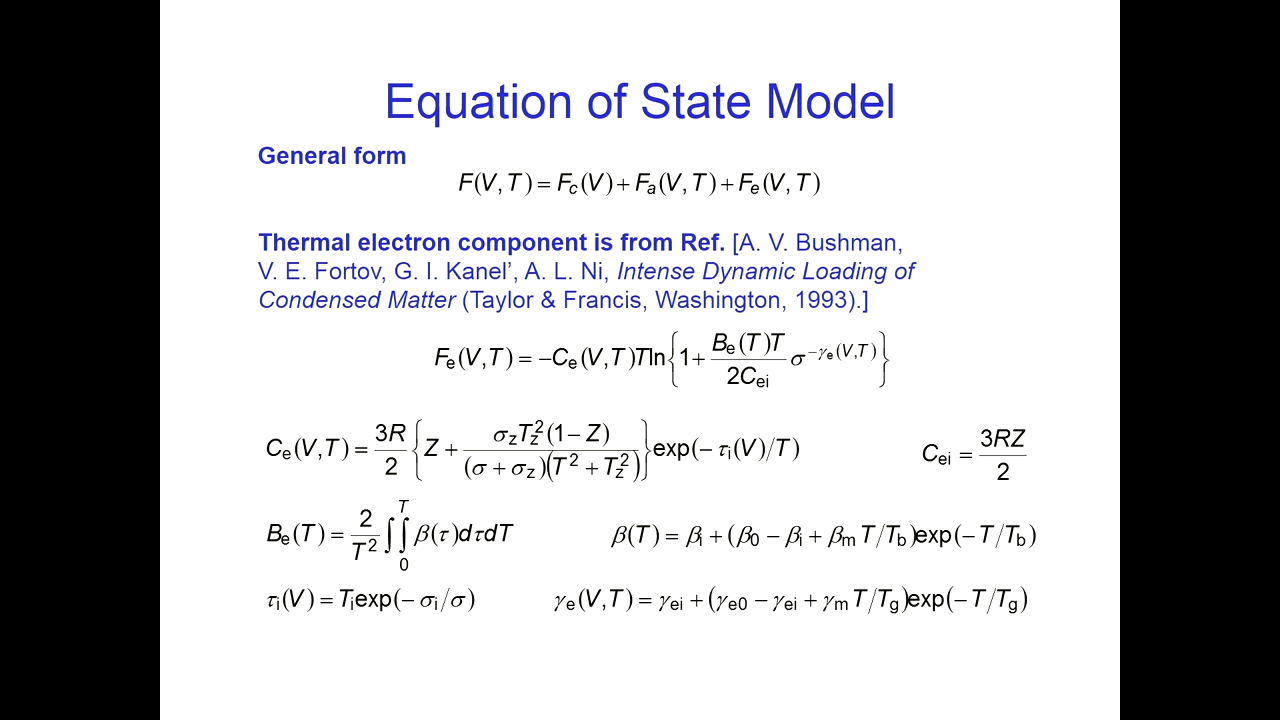 Equation of State Model
General form
F(V,T) = F_c(V) + F_a(V,T) + F_e(V,T)
Thermal electron component is from Ref. [A. V. Bushman,
V. E. Fortov, G. I. Kanel’, A. L. Ni, Intense Dynamic Loading of
Condensed Matter (Taylor & Francis, Washington, 1993).]
F_e(V,T) = −C_e(V,T)T ln{1 + (B_e(T)T / 2C_ei) σ^(−γ_e(V,T))}
C_e(V,T) = (3R/2) {Z + σ_z T_z^2 (1 − Z) / ((σ + σ_z)(T^2 + T_z^2))} exp(−τ_i(V)/T)   C_ei = 3RZ/2
B_e(T) = (2/T^2) ∫∫_0^T β(τ)dτdT   β(T) = β_i + (β_0 − β_i + β_m T/T_b)exp(−T/T_b)
τ_i(V) = T_i exp(−σ_i/σ)   γ_e(V,T) = γ_ei + (γ_e0 − γ_ei + γ_m T/T_g)exp(−T/T_g)